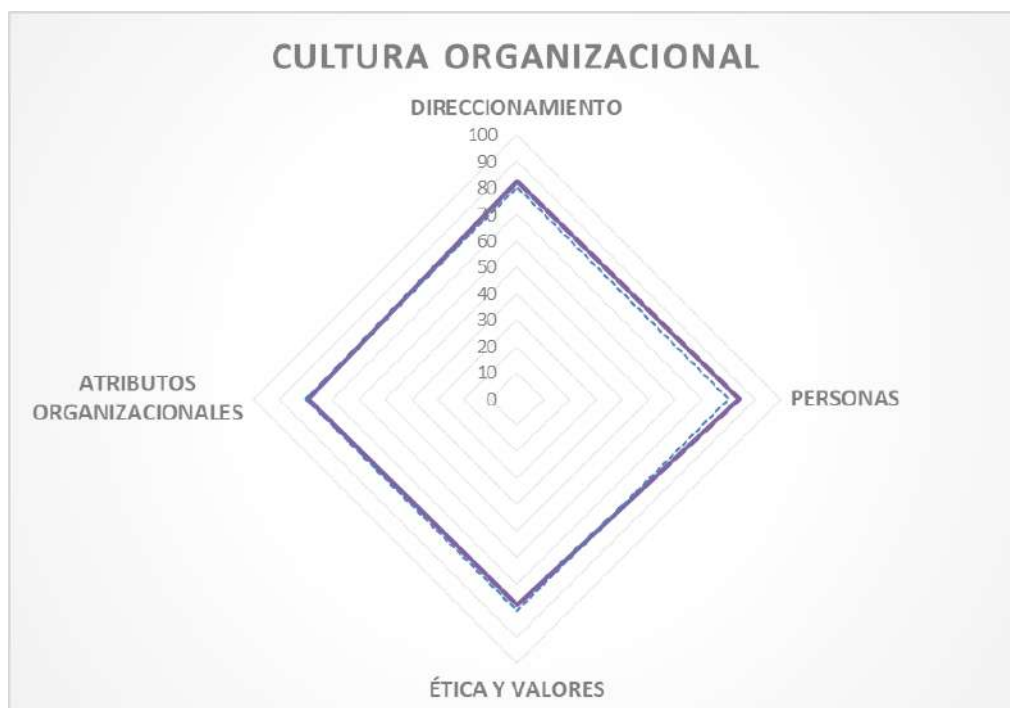 CULTURA ORGANIZACIONAL
DIRECCIONAMIENTO
100
90
80
70
60
50
40
30
20
10
0
ATRIBUTOS
ORGANIZACIONALES
PERSONAS
ÉTICA Y VALORES